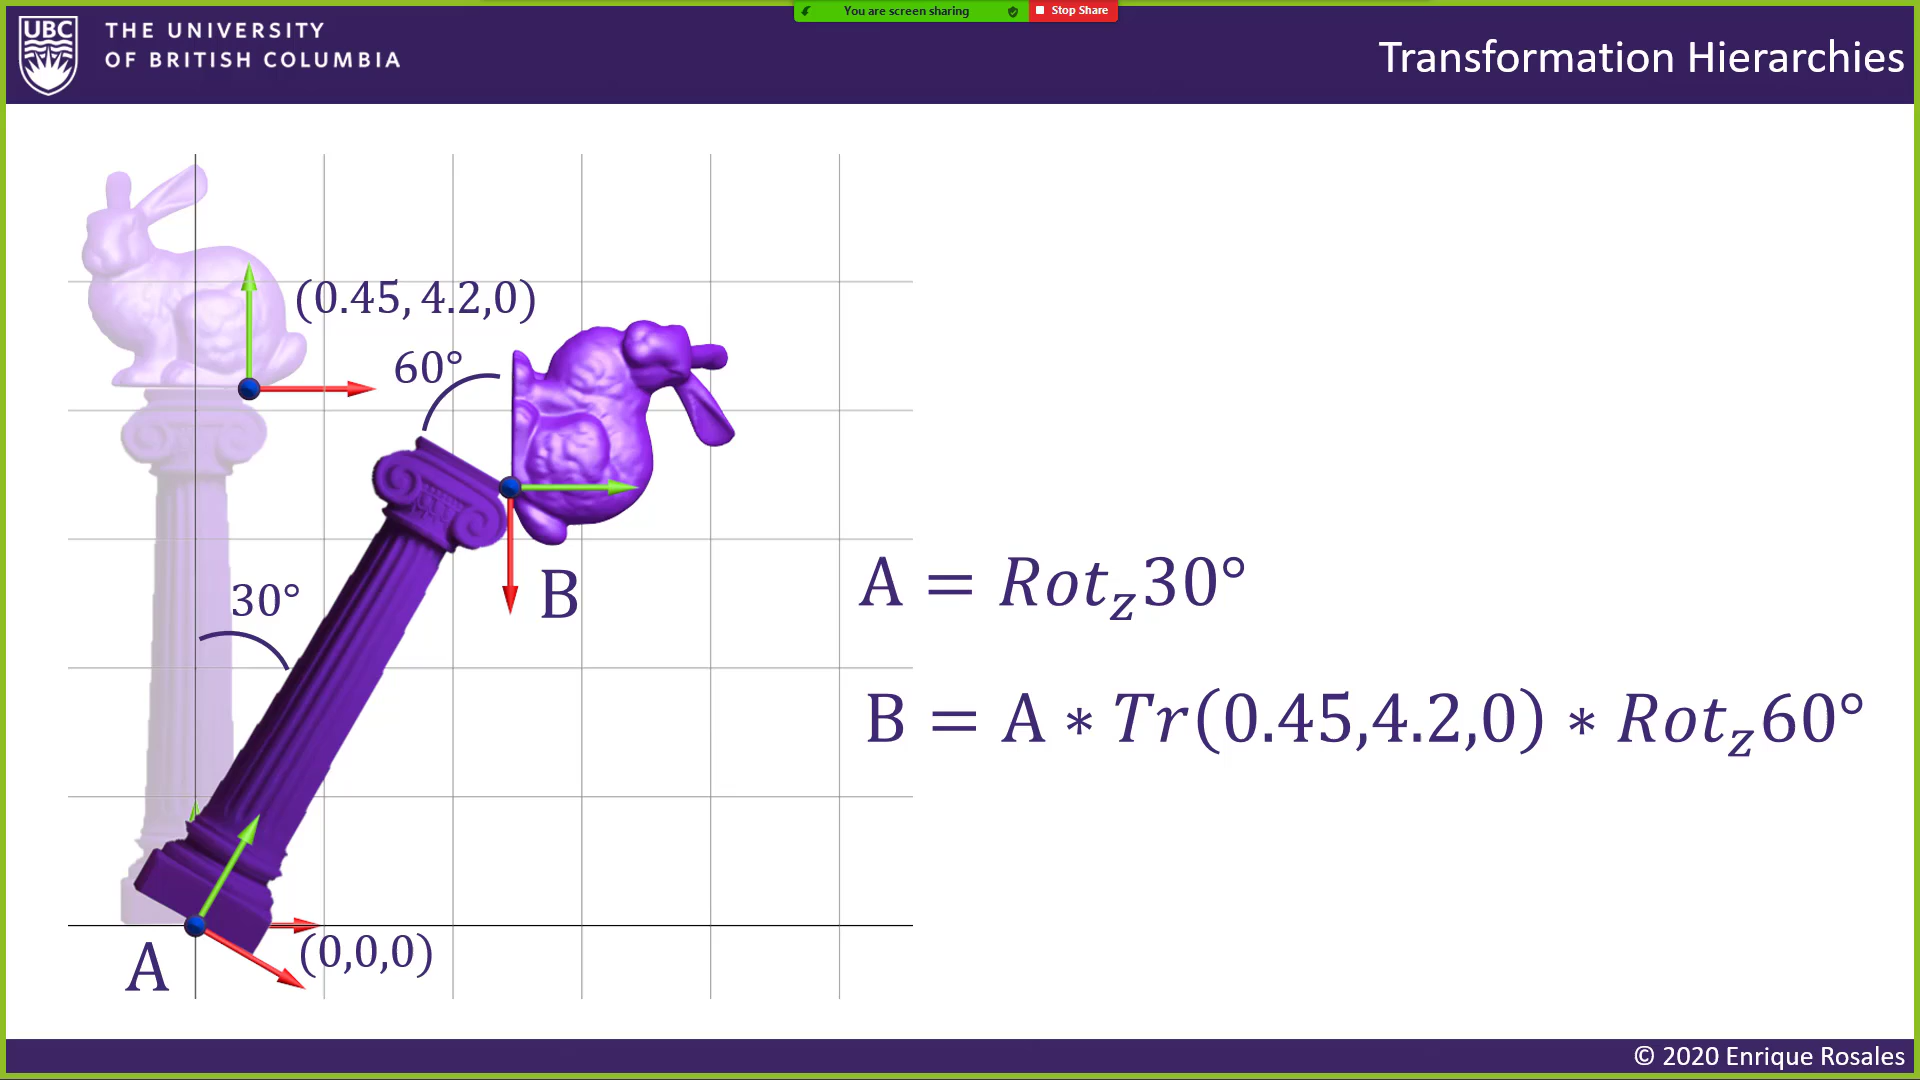 You are screen sharing Stop Share
UBC
THE UNIVERSITY
OF BRITISH COLUMBIA
Transformation Hierarchies
(0.45, 4.2,0)
60°
30°
B
A = Rot_z30°
B = A * Tr(0.45,4.2,0) * Rot_z60°
(0,0,0)
A
© 2020 Enrique Rosales